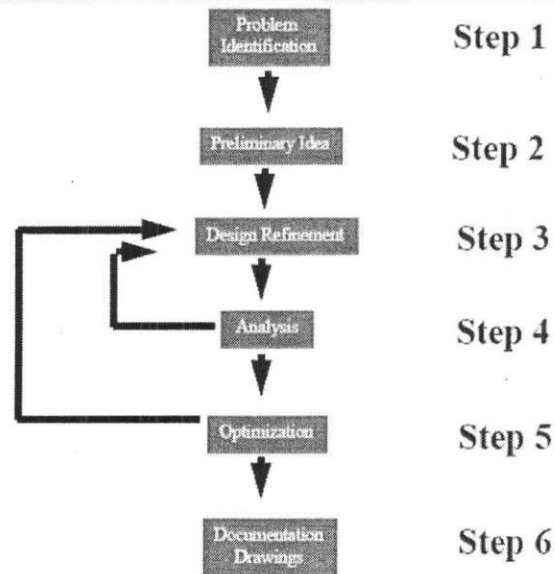 Problem
Identification
Step 1
Preliminary Idea
Step 2
Design Refinement
Step 3
Analysis
Step 4
Optimization
Step 5
Documentation
Drawings
Step 6